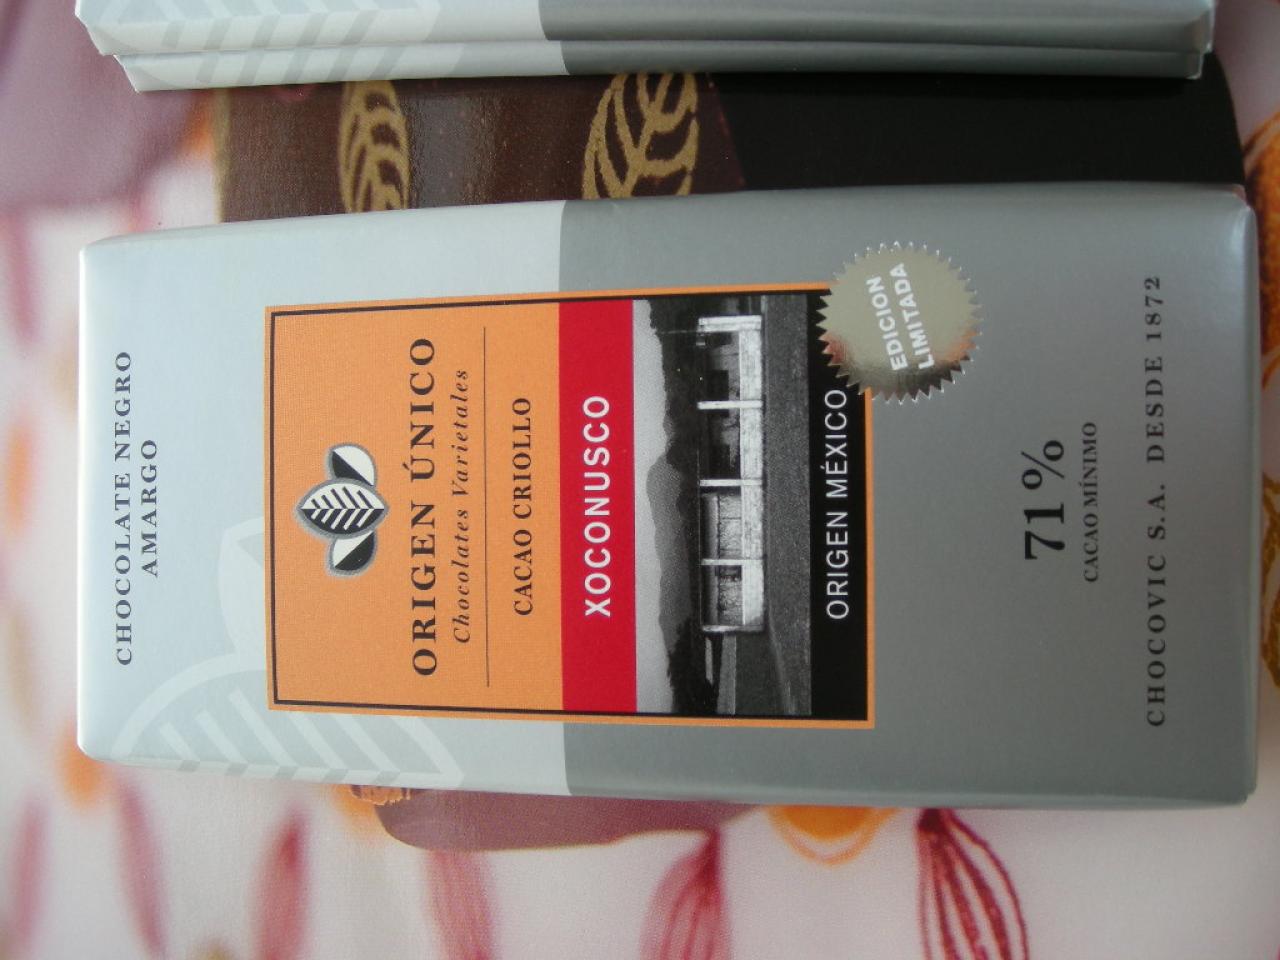 CHOCOLATE NEGRO
AMARGO
ORIGEN ÚNICO
Chocolates Varietales
CACAO CRIOLLO
XOCONUSCO
ORIGEN MÉXICO
EDICION
LIMITADA
71%
CACAO MÍNIMO
CHOCOVIC S.A. DESDE 1872